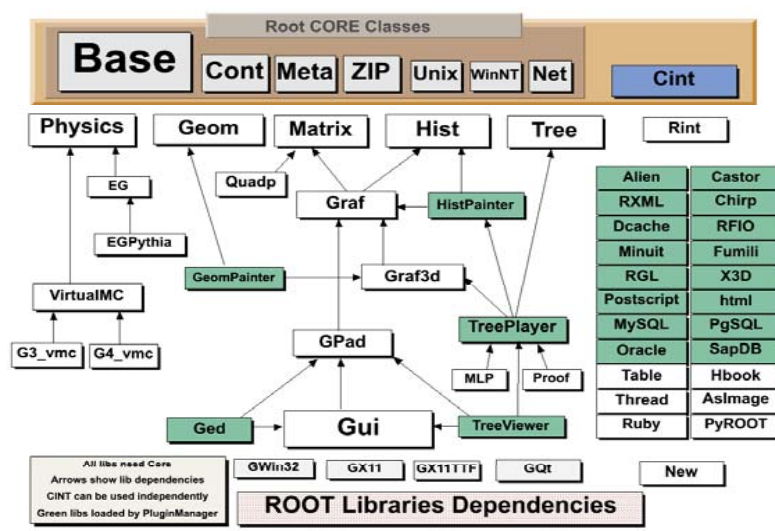 Root CORE Classes
Base
Cont
Meta
ZIP
Unix
WinNT
Net
Cint
Physics
Geom
Matrix
Hist
Tree
Rint
EG
Quadp
Graf
HistPainter
EGPythia
GeomPainter
Graf3d
VirtualMC
TreePlayer
G3_vmc
G4_vmc
GPad
MLP
Proof
Ged
Gui
TreeViewer
Alien
Castor
RXML
Chirp
Dcache
RFIO
Minuit
Fumili
RGL
X3D
Postscript
html
MySQL
PgSQL
Oracle
SapDB
Table
Hbook
Thread
AsImage
Ruby
PyROOT
All libs need Core
Arrows show lib dependencies
CINT can be used independently
Green libs loaded by PluginManager
GWin32
GX11
GX11TTF
GQt
New
ROOT Libraries Dependencies